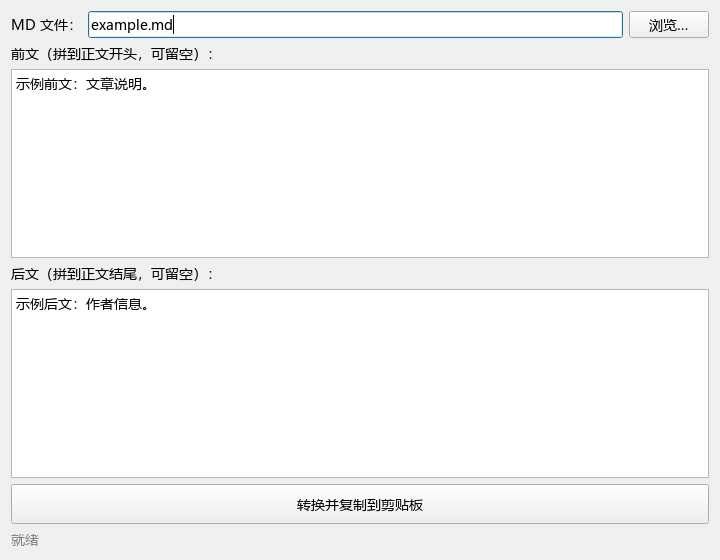 MD 文件： example.md 浏览...
前文（拼到正文开头，可留空）：
示例前文：文章说明。
后文（拼到正文结尾，可留空）：
示例后文：作者信息。
转换并复制到剪贴板
就绪